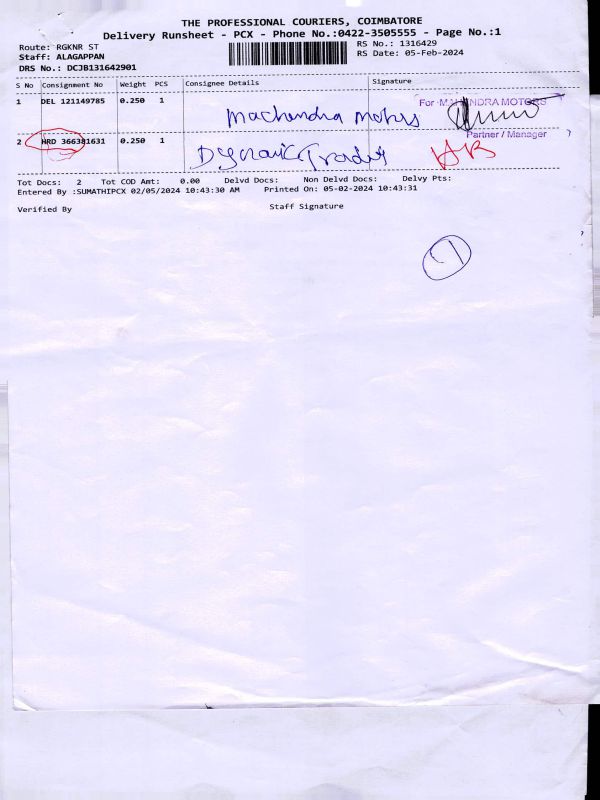 THE PROFESSIONAL COURIERS, COIMBATORE
Delivery Runsheet - PCX - Phone No.:0422-3505555 - Page No.:1
Route: RGKNR ST RS No.: 1316429
Staff: ALAGAPPAN RS Date: 05-Feb-2024
DRS No.: DCJB131642901
S No Consignment No Weight PCS Consignee Details Signature
1 DEL 121149785 0.250 1 Machendra Motors For MAHENDRA MOTORS
Partner / Manager
2 HRD 366381631 0.250 1
Tot Docs: 2 Tot COD Amt: 0.00 Delvd Docs: Non Delvd Docs: Delvy Pts:
Entered By :SUMATHIPCX 02/05/2024 10:43:30 AM Printed On: 05-02-2024 10:43:31
Verified By Staff Signature
1